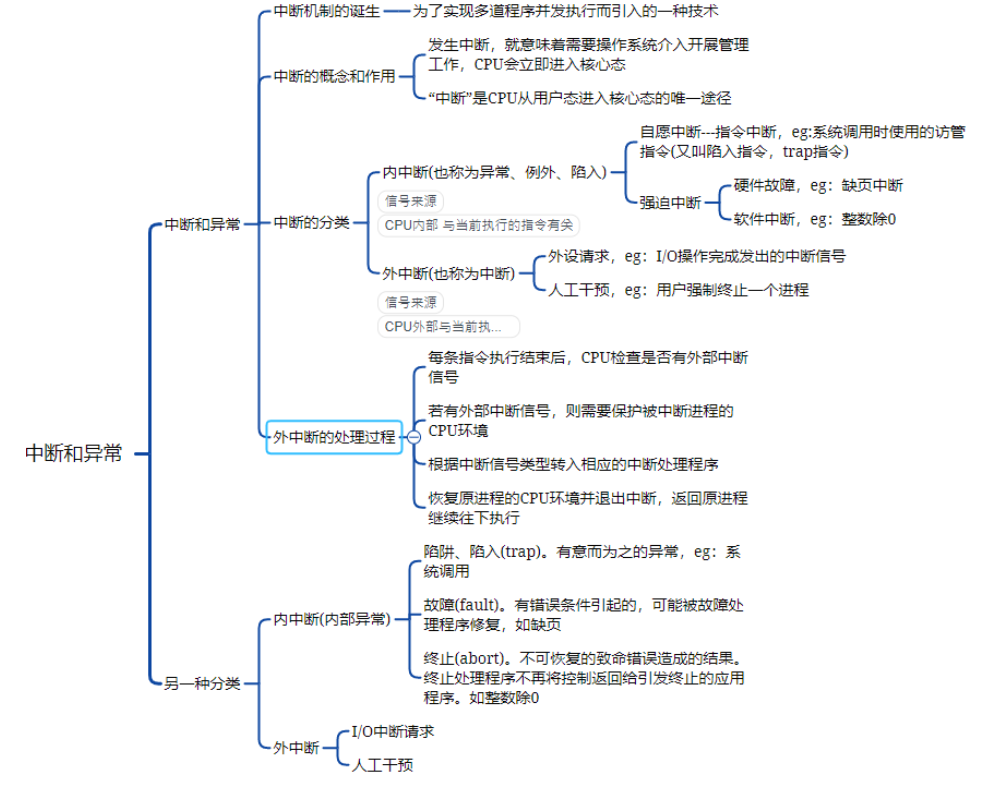 中断机制的诞生
为了实现多道程序并发执行而引入的一种技术
中断的概念和作用
发生中断，就意味着需要操作系统介入开展管理
工作，CPU会立即进入核心态
“中断”是CPU从用户态进入核心态的唯一途径
中断和异常
中断的分类
内中断(也称为异常、例外、陷入)
信号来源
CPU内部 与当前执行的指令有关
自愿中断---指令中断，eg:系统调用时使用的访管
指令(又叫陷入指令，trap指令)
强迫中断
硬件故障，eg：缺页中断
软件中断，eg：整数除0
外中断(也称为中断)
信号来源
CPU外部与当前执...
外设请求，eg：I/O操作完成发出的中断信号
人工干预，eg：用户强制终止一个进程
外中断的处理过程
每条指令执行结束后，CPU检查是否有外部中断
信号
若有外部中断信号，则需要保护被中断进程的
CPU环境
根据中断信号类型转入相应的中断处理程序
恢复原进程的CPU环境并退出中断，返回原进程
继续往下执行
中断和异常
另一种分类
内中断(内部异常)
陷阱、陷入(trap)。有意而为之的异常，eg：系
统调用
故障(fault)。有错误条件引起的，可能被故障处
理程序修复，如缺页
终止(abort)。不可恢复的致命错误造成的结果。
终止处理程序不再将控制返回给引发终止的应用
程序。如整数除0
外中断
I/O中断请求
人工干预